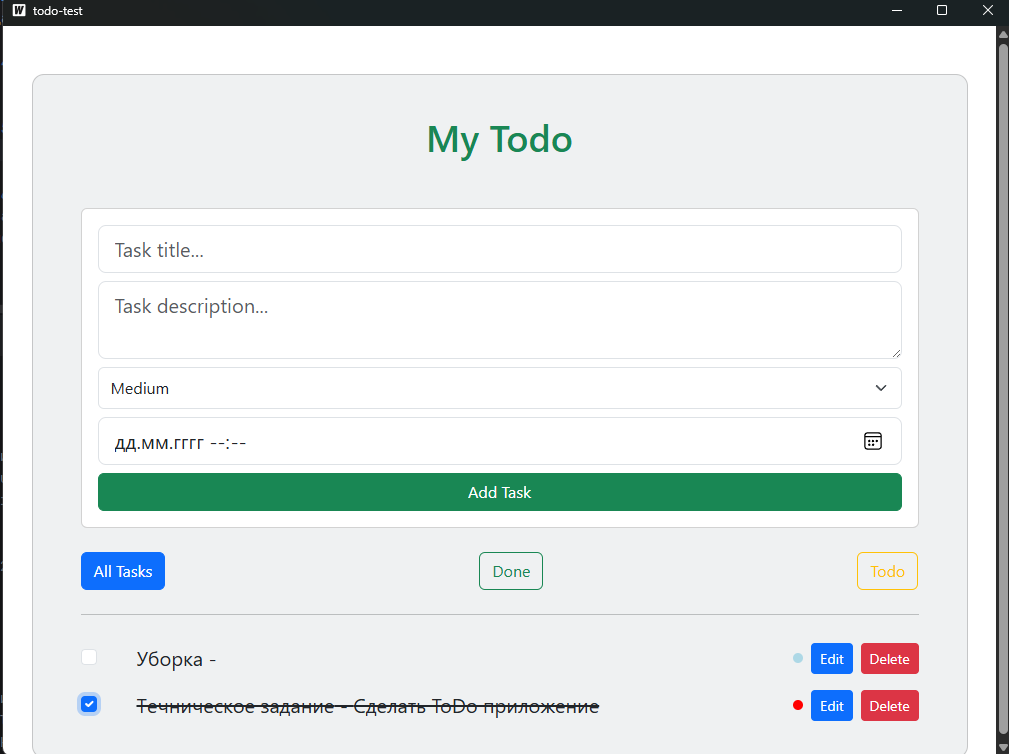 todo-test
My Todo
Task title...
Task description...
Medium
дд.мм.гггг --:--
Add Task
All Tasks
Done
Todo
Уборка -
Edit
Delete
Течническое задание - Сделать ToDo приложение
Edit
Delete